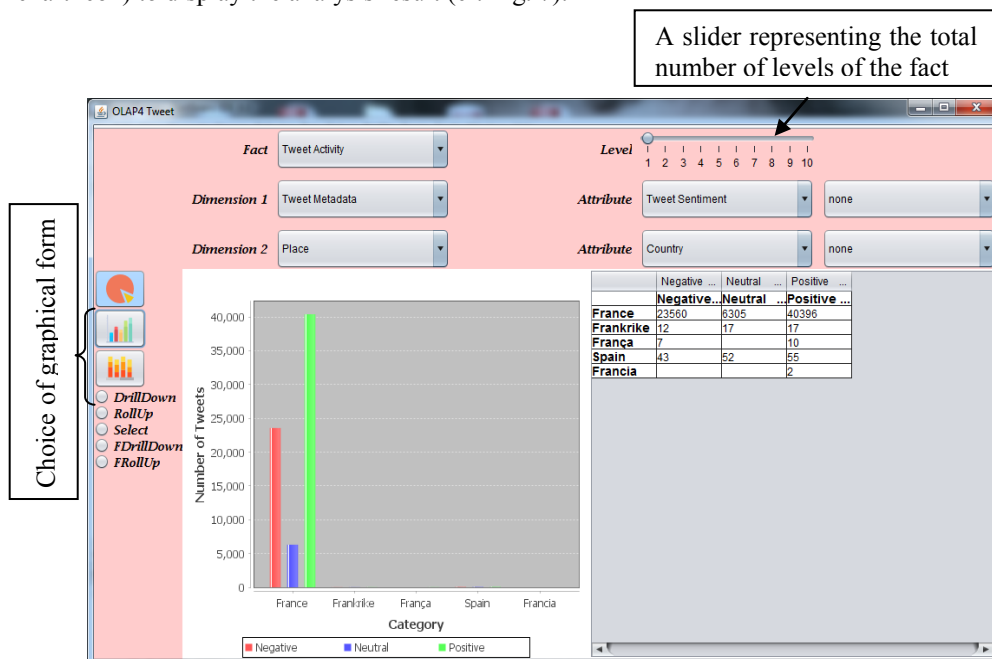 A slider representing the total
number of levels of the fact
OLAP4 Tweet
Fact Tweet Activity Level
1 2 3 4 5 6 7 8 9 10
Dimension 1 Tweet Metadata Attribute Tweet Sentiment none
Dimension 2 Place Attribute Country none
Choice of graphical form
DrillDown
RollUp
Select
FDrillDown
FRollUp
Number of Tweets
40,000
35,000
30,000
25,000
20,000
15,000
10,000
5,000
0
France Frankrike França Spain Francia
Category
Negative Neutral Positive
Negative ... Neutral ... Positive ...
Negative... Neutral ... Positive ...
France 23560 6305 40396
Frankrike 12 17 17
França 7 10
Spain 43 52 55
Francia 2